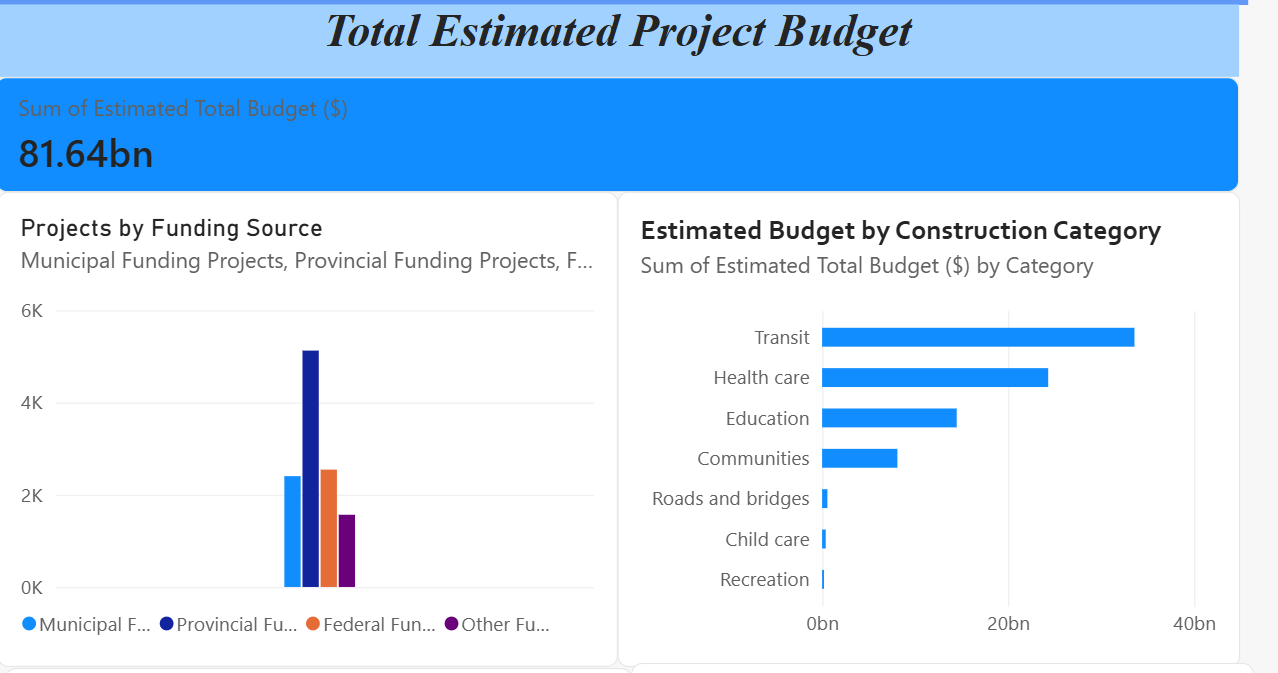 Total Estimated Project Budget
Sum of Estimated Total Budget ($)
81.64bn
Projects by Funding Source
Municipal Funding Projects, Provincial Funding Projects, F...
6K
4K
2K
0K
Municipal F... Provincial Fu... Federal Fun... Other Fu...
Estimated Budget by Construction Category
Sum of Estimated Total Budget ($) by Category
Transit
Health care
Education
Communities
Roads and bridges
Child care
Recreation
0bn 20bn 40bn